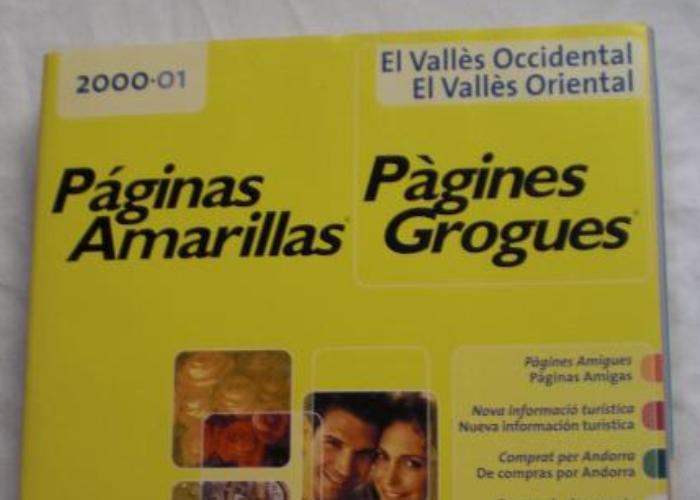 2000·01
El Vallès Occidental
El Vallès Oriental
Páginas
Amarillas
Pàgines
Grogues
Pàgines Amigues
Páginas Amigas
Nova informació turística
Nueva información turística
Comprat per Andorra
De compras por Andorra